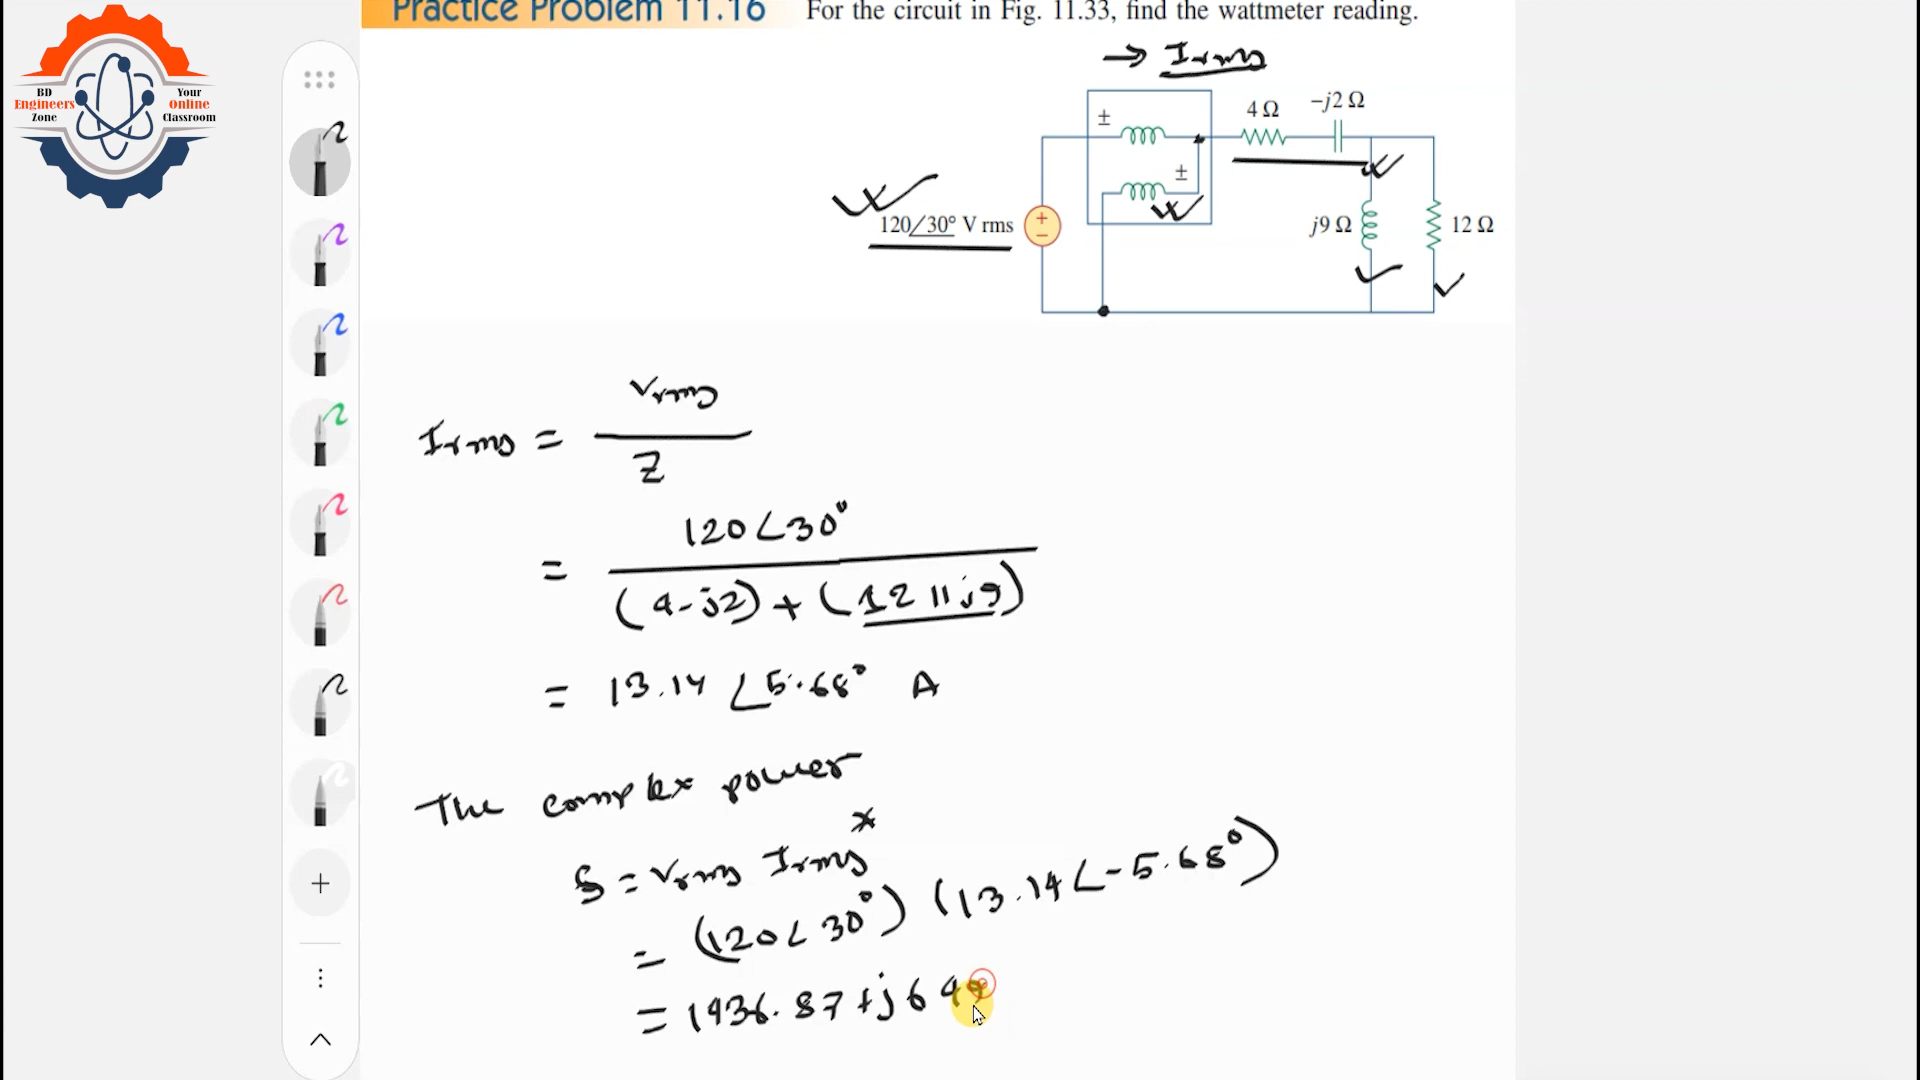 Practice Problem 11.16 For the circuit in Fig. 11.33, find the wattmeter reading.
BD Engineers Zone
Your Online Classroom
→ Irms
±
4 Ω
−j2 Ω
±
120/30° V rms
+
−
j9 Ω
12 Ω
Irms = Vrms / Z
= 120∠30° / (4-j2) + (12 || j9)
= 13.14 ∠5.68° A
The complex power
S = Vrms Irms*
= (120∠30°) (13.14∠-5.68°)
= 1436.87 + j649